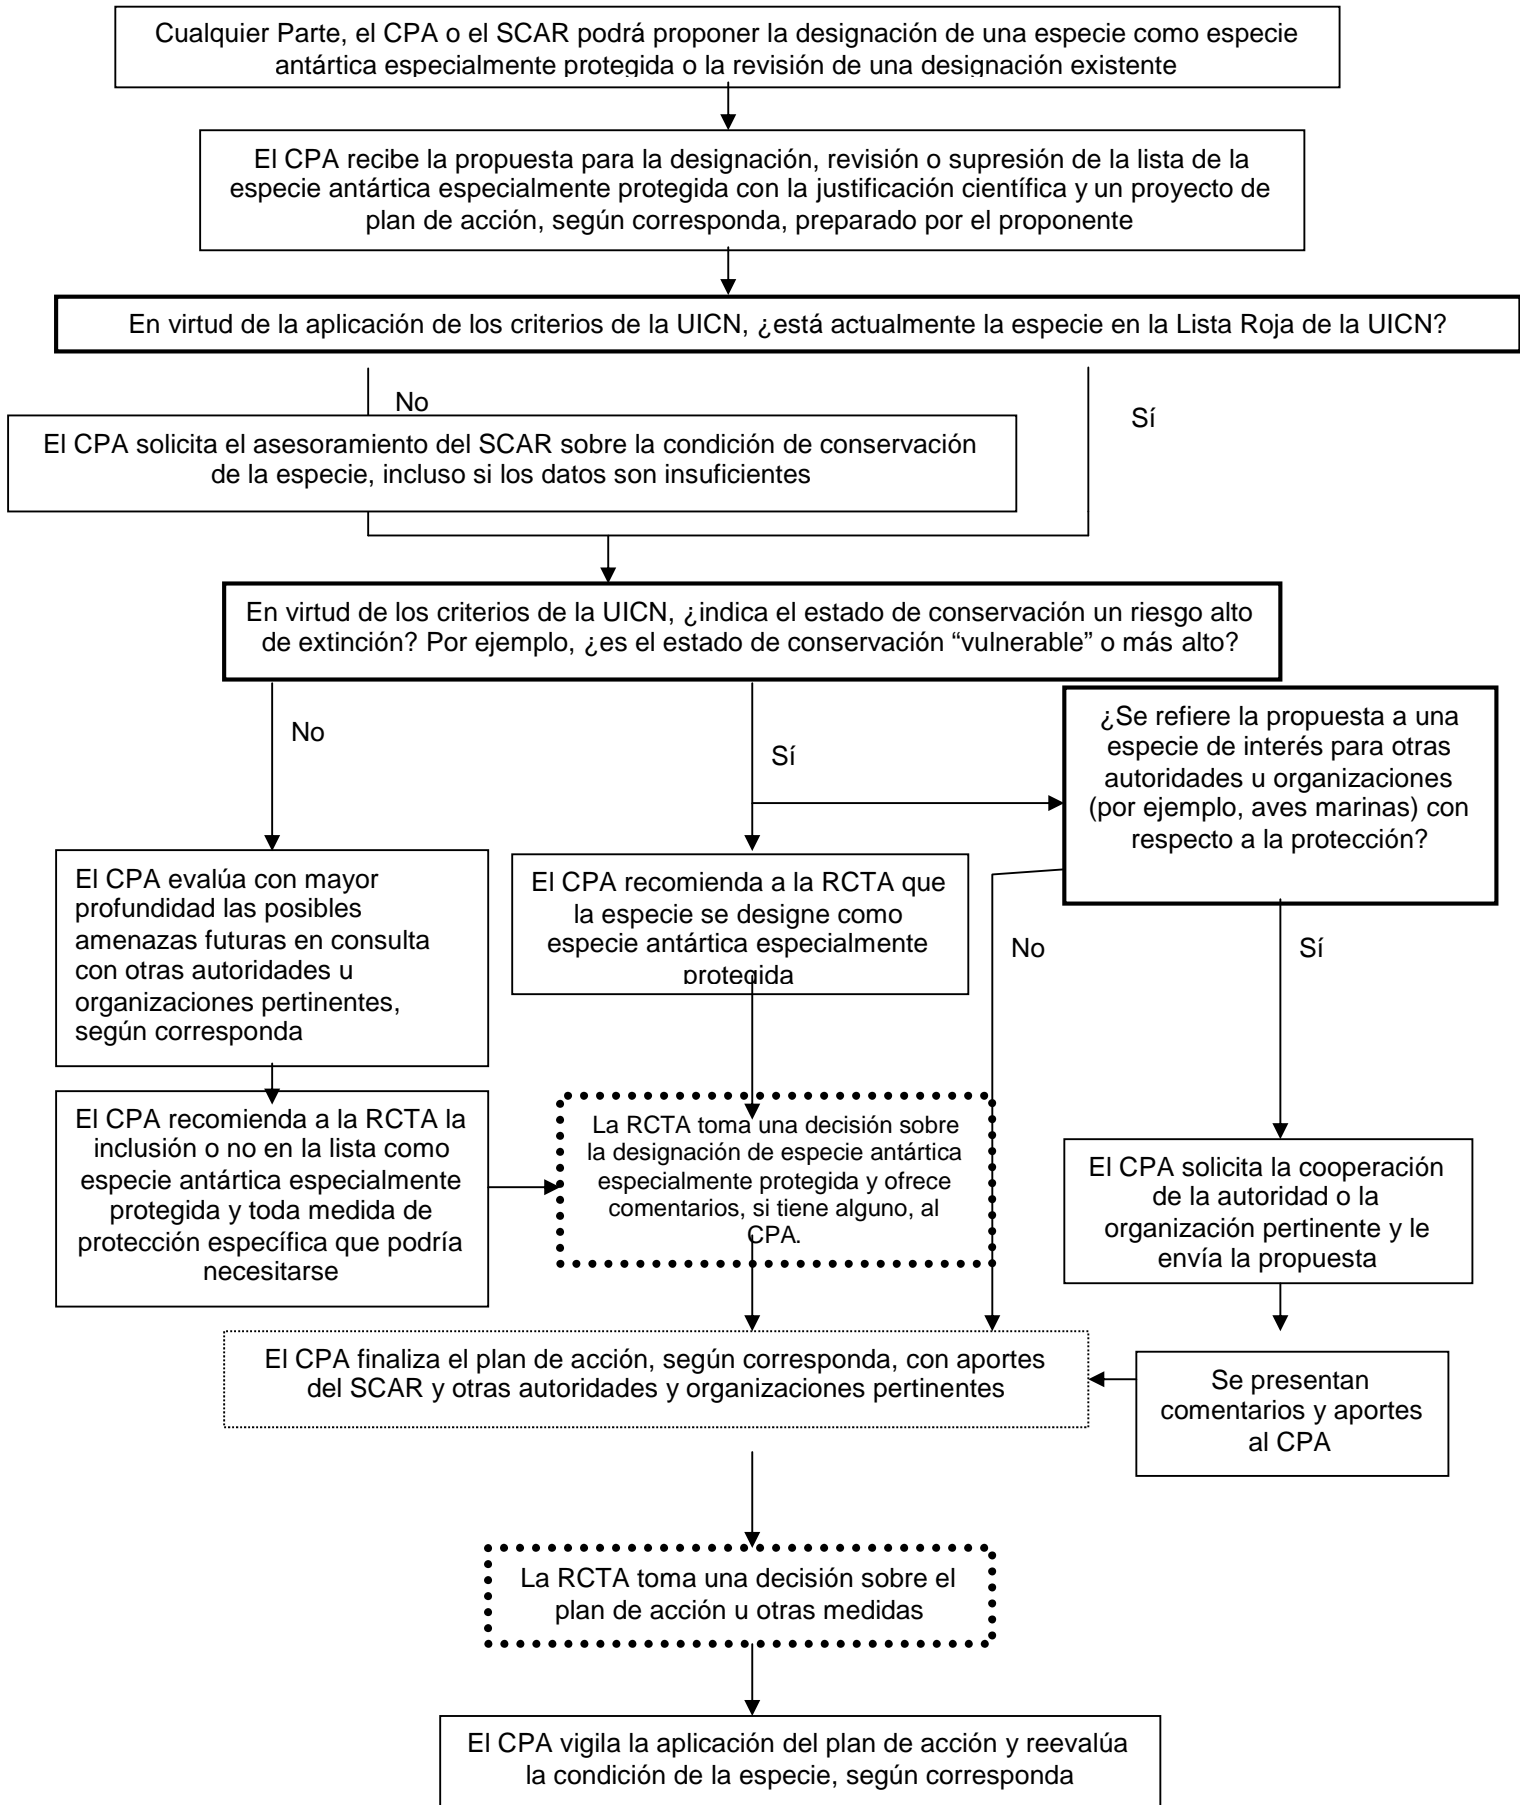 Cualquier Parte, el CPA o el SCAR podrá proponer la designación de una especie como especie
antártica especialmente protegida o la revisión de una designación existente
El CPA recibe la propuesta para la designación, revisión o supresión de la lista de la
especie antártica especialmente protegida con la justificación científica y un proyecto de
plan de acción, según corresponda, preparado por el proponente
En virtud de la aplicación de los criterios de la UICN, ¿está actualmente la especie en la Lista Roja de la UICN?
No
Sí
El CPA solicita el asesoramiento del SCAR sobre la condición de conservación
de la especie, incluso si los datos son insuficientes
En virtud de los criterios de la UICN, ¿indica el estado de conservación un riesgo alto
de extinción? Por ejemplo, ¿es el estado de conservación “vulnerable” o más alto?
No
Sí
¿Se refiere la propuesta a una
especie de interés para otras
autoridades u organizaciones
(por ejemplo, aves marinas) con
respecto a la protección?
El CPA evalúa con mayor
profundidad las posibles
amenazas futuras en consulta
con otras autoridades u
organizaciones pertinentes,
según corresponda
El CPA recomienda a la RCTA que
la especie se designe como
especie antártica especialmente
protegida
No
Sí
El CPA recomienda a la RCTA la
inclusión o no en la lista como
especie antártica especialmente
protegida y toda medida de
protección específica que podría
necesitarse
La RCTA toma una decisión sobre
la designación de especie antártica
especialmente protegida y ofrece
comentarios, si tiene alguno, al
CPA.
El CPA solicita la cooperación
de la autoridad o la
organización pertinente y le
envía la propuesta
El CPA finaliza el plan de acción, según corresponda, con aportes
del SCAR y otras autoridades y organizaciones pertinentes
Se presentan
comentarios y aportes
al CPA
La RCTA toma una decisión sobre el
plan de acción u otras medidas
El CPA vigila la aplicación del plan de acción y reevalúa
la condición de la especie, según corresponda